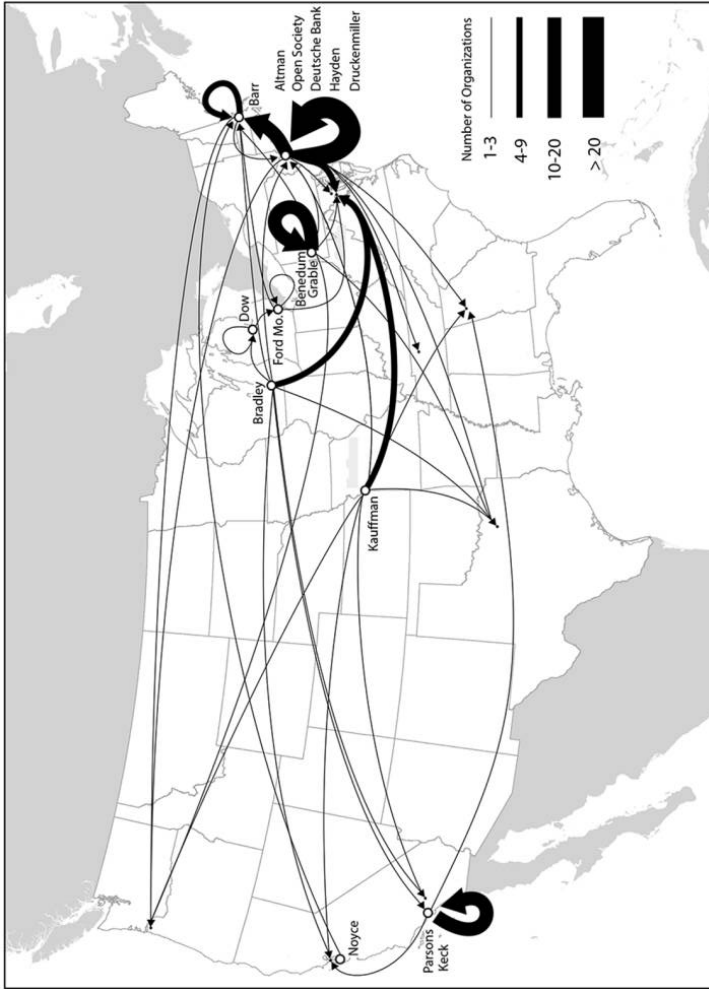 Noyce
Parsons
Keck
Kauffman
Bradley
Dow
Ford Mo.
Benedum
Grable
Barr
Altman
Open Society
Deutsche Bank
Hayden
Druckenmiller
Number of Organizations
1-3
4-9
10-20
> 20